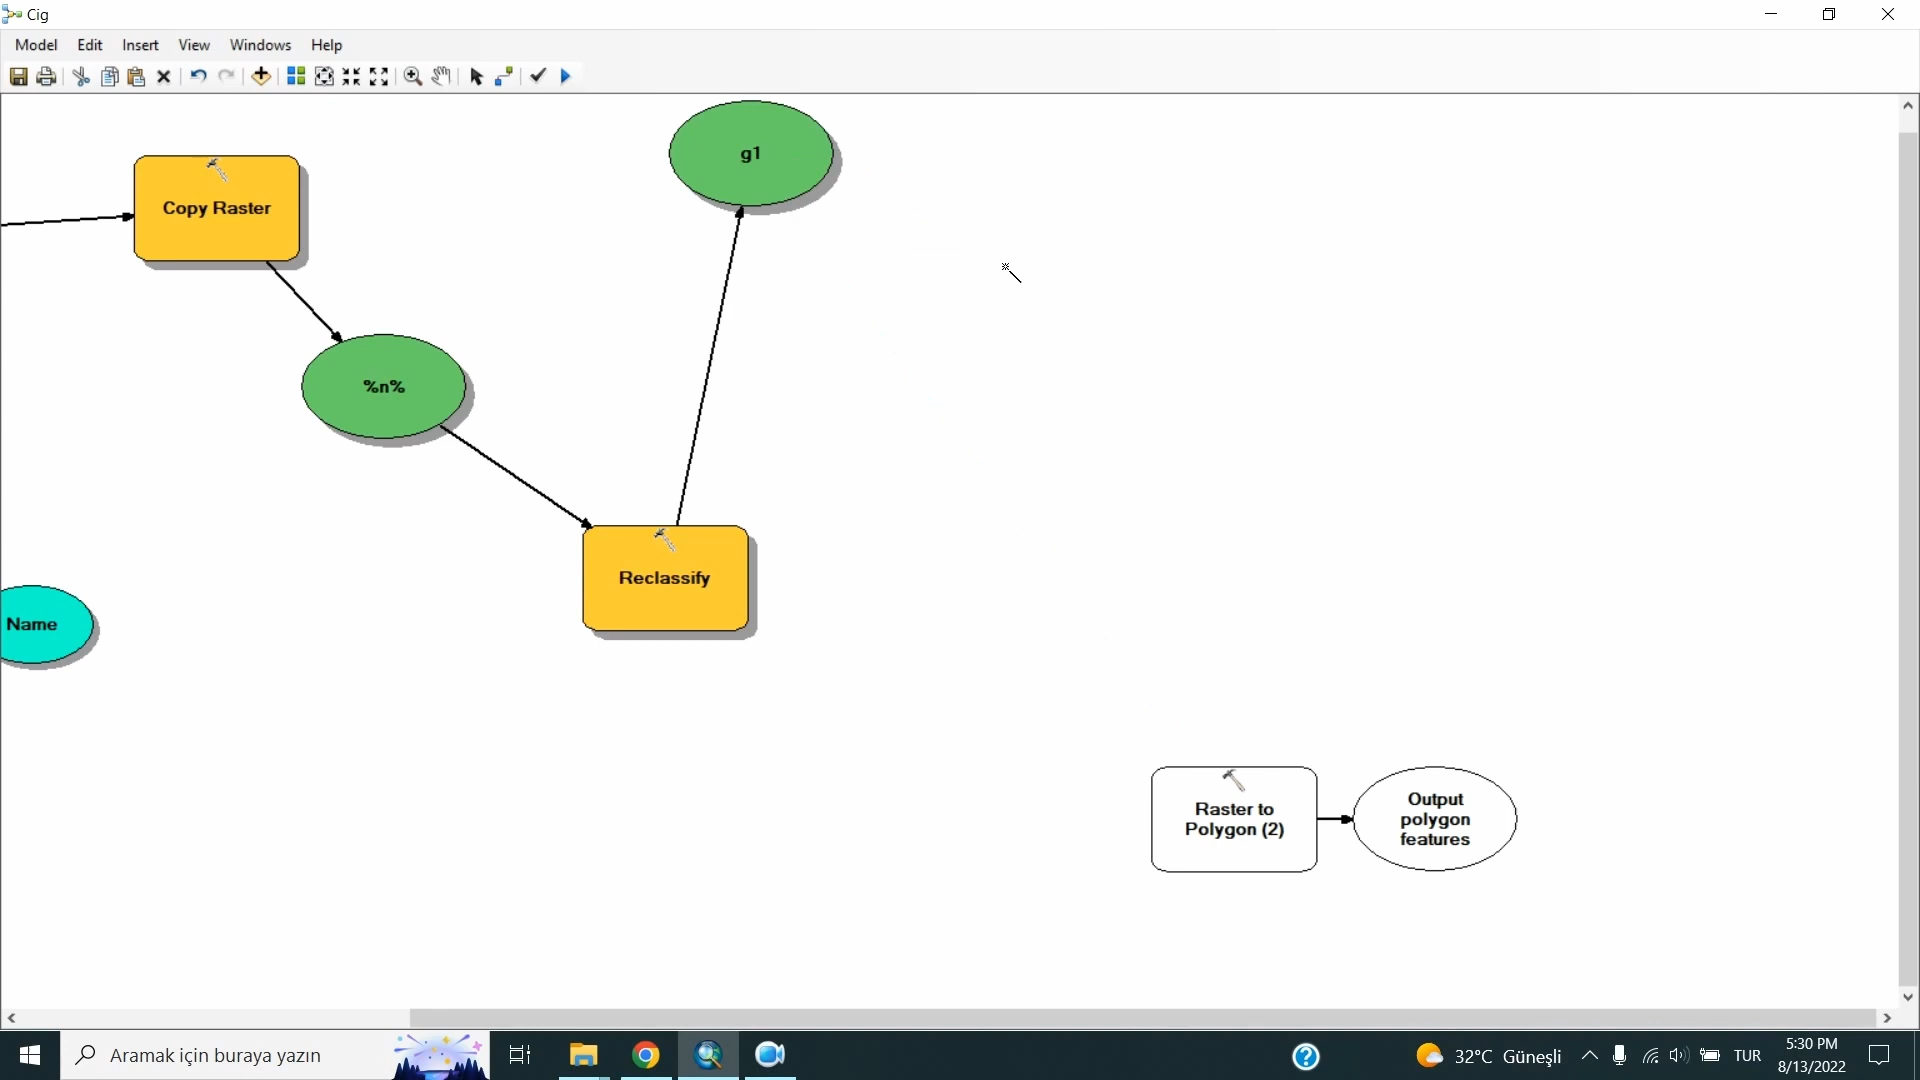 Cig
Model Edit Insert View Windows Help
g1
Copy Raster
%n%
Reclassify
Name
Raster to
Polygon (2)
Output
polygon
features
Aramak için buraya yazın
32°C Güneşli
TUR
5:30 PM
8/13/2022